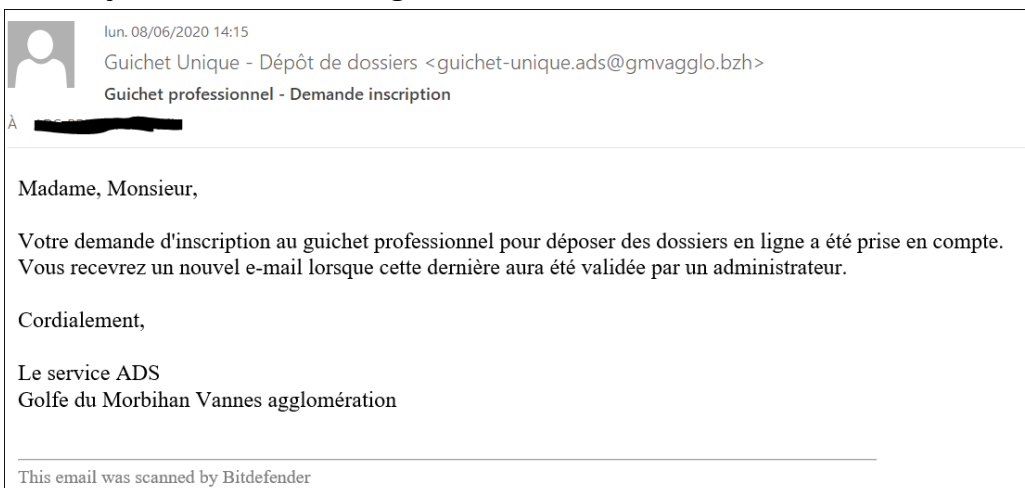 lun. 08/06/2020 14:15
Guichet Unique - Dépôt de dossiers <guichet-unique.ads@gmvagglo.bzh>
Guichet professionnel - Demande inscription
À
Madame, Monsieur,
Votre demande d'inscription au guichet professionnel pour déposer des dossiers en ligne a été prise en compte.
Vous recevrez un nouvel e-mail lorsque cette dernière aura été validée par un administrateur.
Cordialement,
Le service ADS
Golfe du Morbihan Vannes agglomération
This email was scanned by Bitdefender